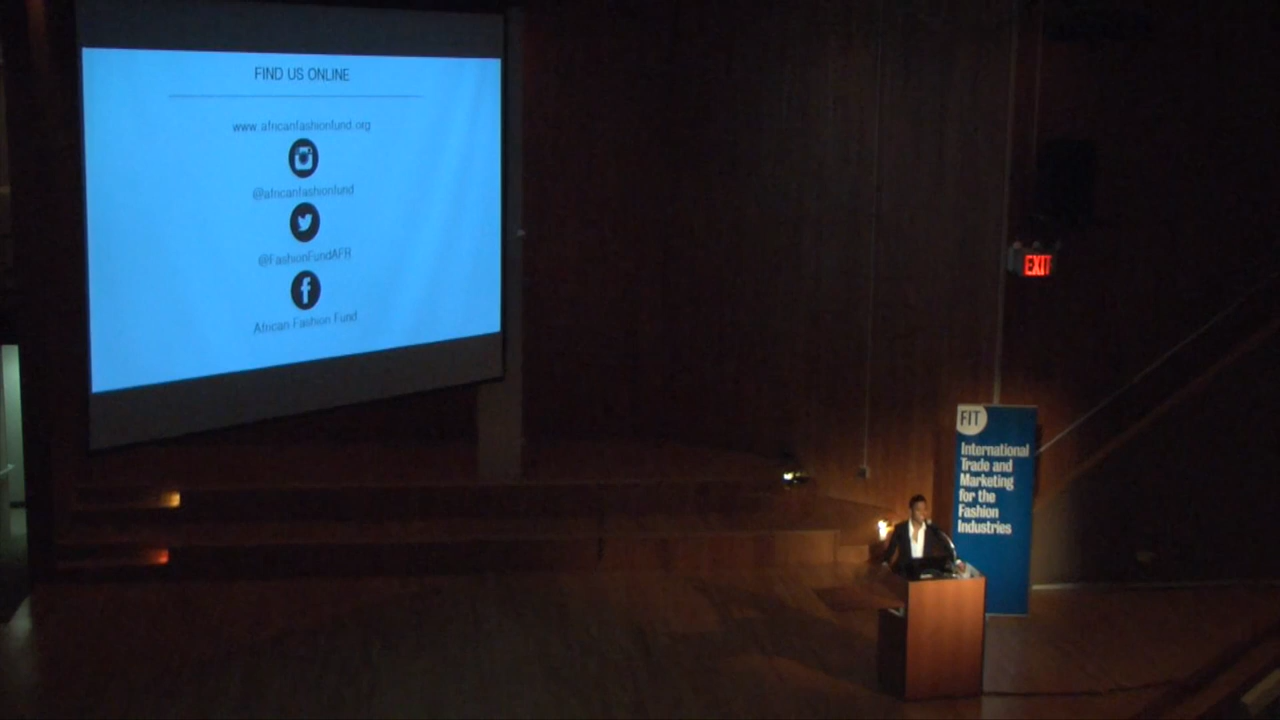 FIND US ONLINE
www.africanfashionfund.org
@africanfashionfund
@FashionFundAFR
African Fashion Fund
EXIT
FIT
International
Trade and
Marketing
for the
Fashion
Industries